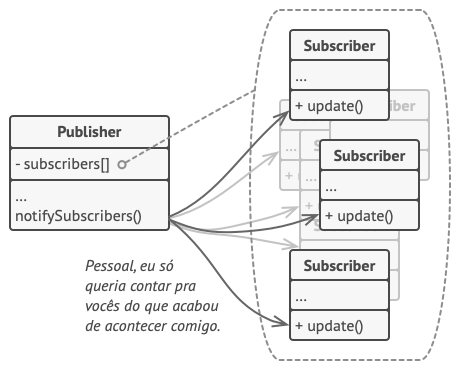 Subscriber
...
+ update()
Publisher
- subscribers[]
...
notifySubscribers()
Subscriber
...
+ update()
Pessoal, eu só
queria contar pra
vocês do que acabou
de acontecer comigo.
Subscriber
...
+ update()